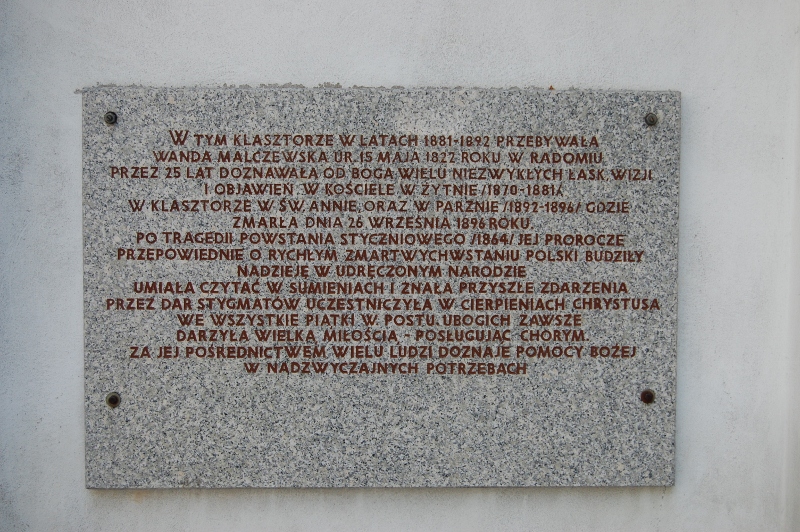 W TYM KLASZTORZE W LATACH 1881-1892 PRZEBYWAŁA
WANDA MALCZEWSKA UR. 15 MAJA 1822 ROKU W RADOMIU.
PRZEZ 25 LAT DOZNAWAŁA OD BOGA WIELU NIEZWYKŁYCH ŁASK, WIZJI
I OBJAWIEŃ, W KOŚCIELE W ŻYTNIE /1870-1881/,
W KLASZTORZE W ŚW. ANNIE, ORAZ W PARZNIE /1892-1896/ GDZIE
ZMARŁA DNIA 26 WRZEŚNIA 1896 ROKU.
PO TRAGEDII POWSTANIA STYCZNIOWEGO /1864/ JEJ PROROCZE
PRZEPOWIEDNIE O RYCHŁYM ZMARTWYCHWSTANIU POLSKI BUDZIŁY
NADZIEJĘ W UDRĘCZONYM NARODZIE
UMIAŁA CZYTAĆ W SUMIENIACH I ZNAŁA PRZYSZŁE ZDARZENIA
PRZEZ DAR STYGMATÓW UCZESTNICZYŁA W CIERPIENIACH CHRYSTUSA
WE WSZYSTKIE PIĄTKI W POSTU. UBOGICH ZAWSZE
DARZYŁA WIELKĄ MIŁOŚCIĄ - POSŁUGUJĄC CHORYM.
ZA JEJ POŚREDNICTWEM WIELU LUDZI DOZNAJE POMOCY BOŻEJ
W NADZWYCZAJNYCH POTRZEBACH